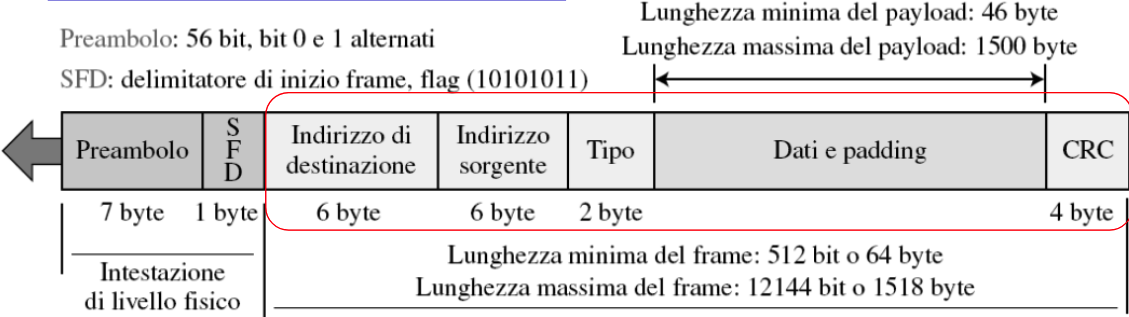 Lunghezza minima del payload: 46 byte
Preambolo: 56 bit, bit 0 e 1 alternati
Lunghezza massima del payload: 1500 byte
SFD: delimitatore di inizio frame, flag (10101011)
Preambolo
S
F
D
Indirizzo di
destinazione
Indirizzo
sorgente
Tipo
Dati e padding
CRC
7 byte
1 byte
6 byte
6 byte
2 byte
4 byte
Intestazione
di livello fisico
Lunghezza minima del frame: 512 bit o 64 byte
Lunghezza massima del frame: 12144 bit o 1518 byte